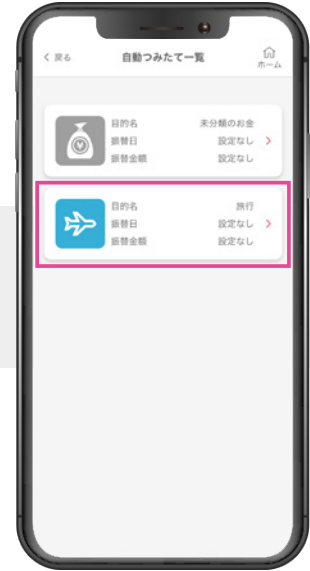 戻る
自動つみたて一覧
ホーム
目的名 未分類のお金
振替日 設定なし
振替金額 設定なし
目的名 旅行
振替日 設定なし
振替金額 設定なし